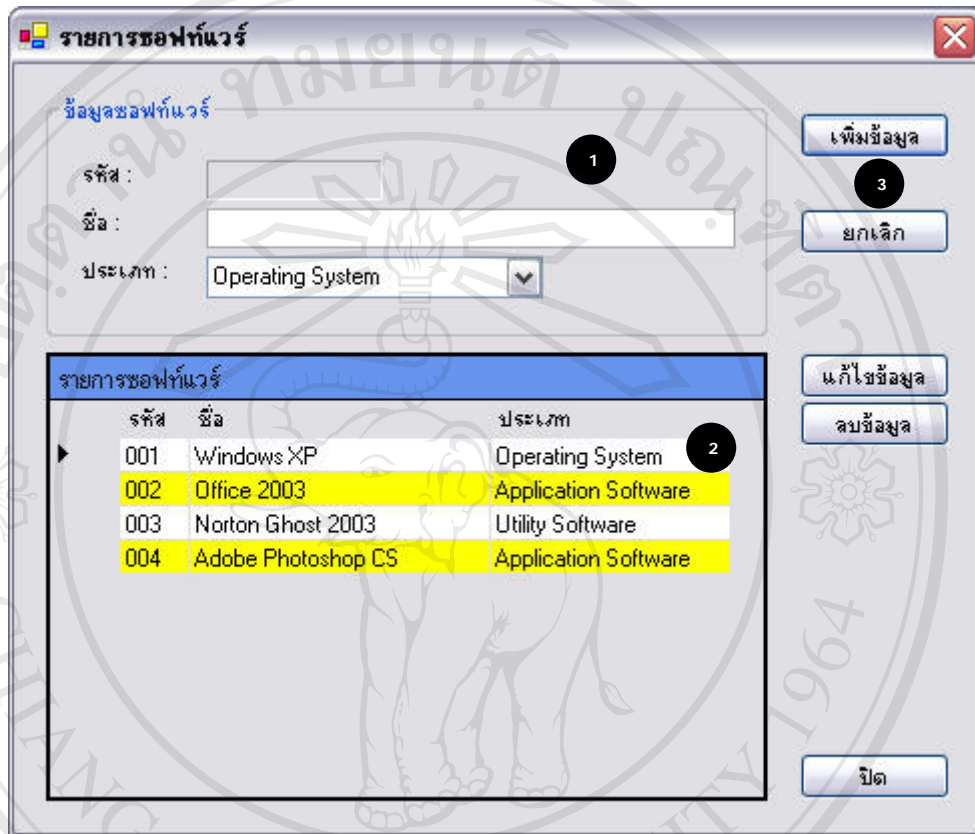 รายการซอฟท์แวร์
ข้อมูลซอฟท์แวร์
เพิ่มข้อมูล
1
รหัส :
3
ชื่อ :
ยกเลิก
ประเภท :
Operating System
รายการซอฟท์แวร์
แก้ไขข้อมูล
รหัส ชื่อ ประเภท
ลบข้อมูล
2
001 Windows XP Operating System
002 Office 2003 Application Software
003 Norton Ghost 2003 Utility Software
004 Adobe Photoshop CS Application Software
ปิด
1964